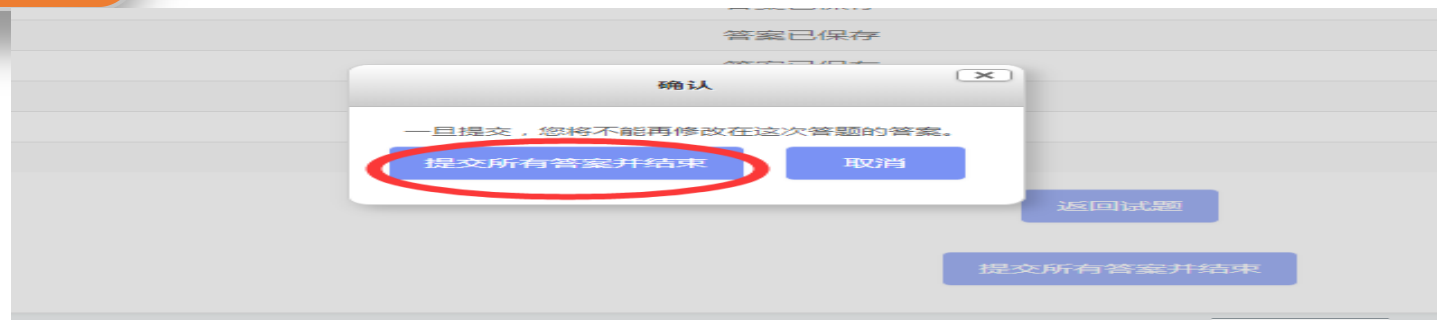 答案已保存
确认
一旦提交，您将不能再修改在这次答题的答案。
提交所有答案并结束
取消
返回试题
提交所有答案并结束